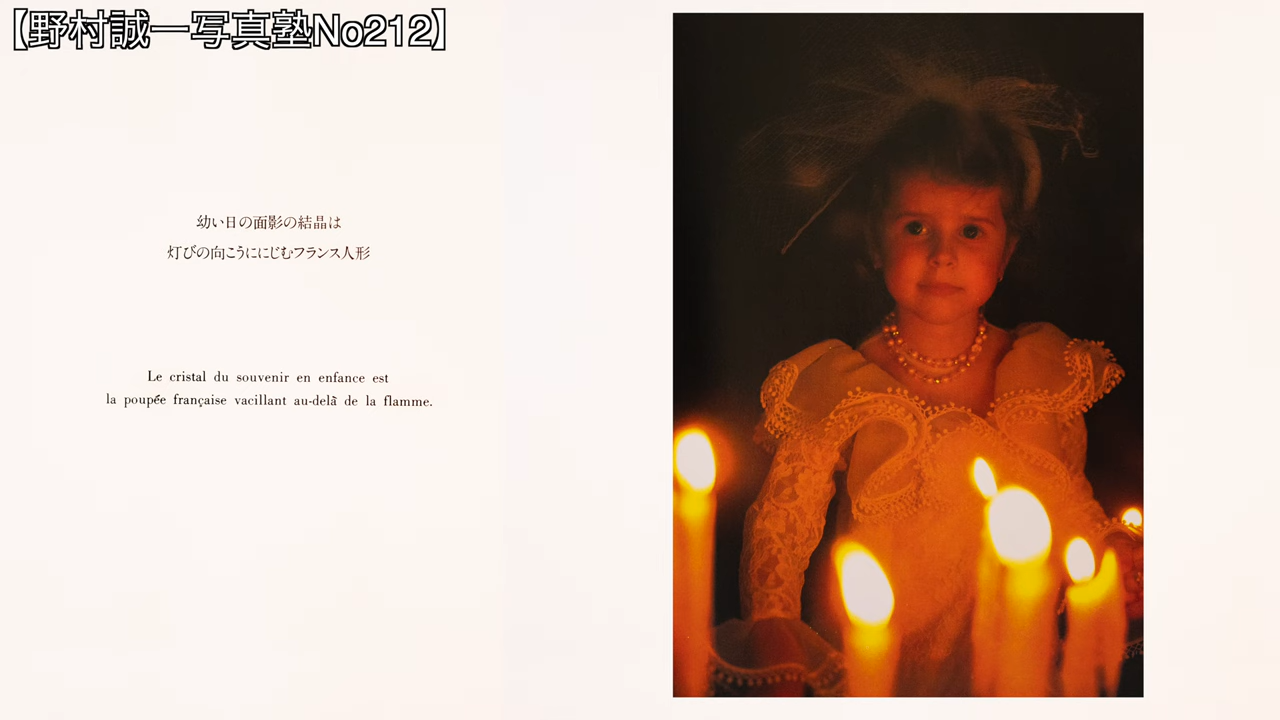 【野村誠一写真塾No212】
幼い日の面影の結晶は
灯びの向こうににじむフランス人形
Le cristal du souvenir en enfance est
la poupée française vacillant au-delà de la flamme.